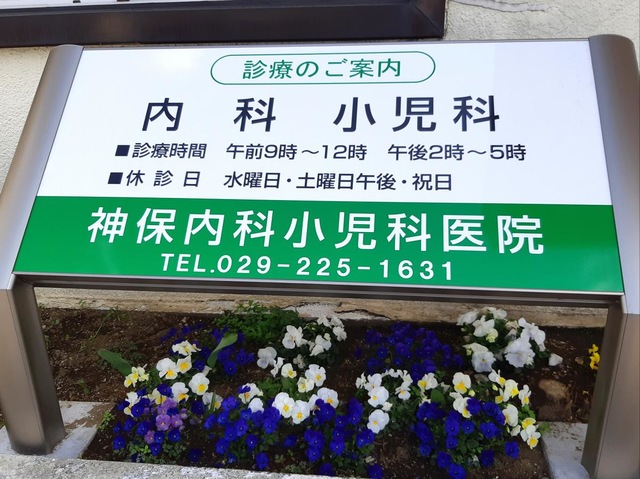 診療のご案内
内科 小児科
■診療時間 午前9時～12時 午後2時～5時
■休診日 水曜日・土曜日午後・祝日
神保内科小児科医院
TEL.029-225-1631